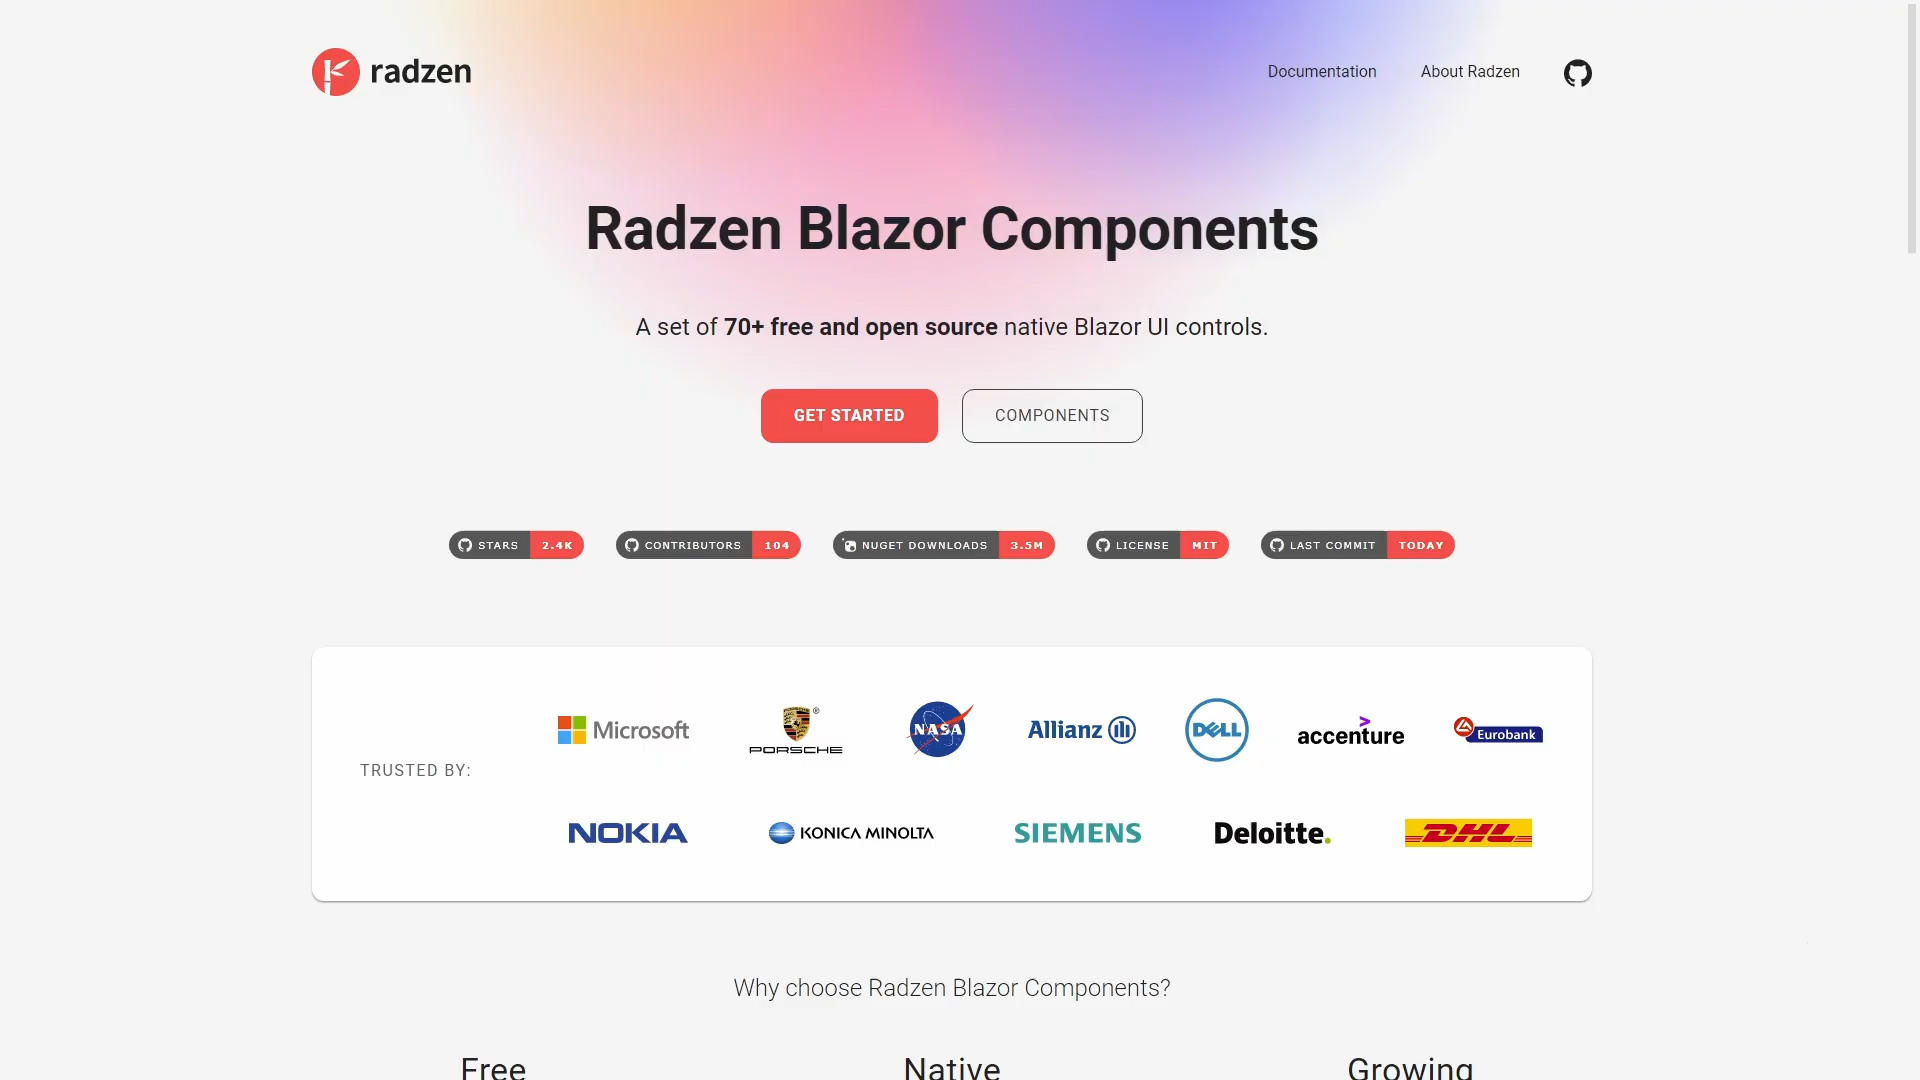 radzen
Documentation
About Radzen
Radzen Blazor Components
A set of 70+ free and open source native Blazor UI controls.
GET STARTED
COMPONENTS
STARS 2.4K
CONTRIBUTORS 104
NUGET DOWNLOADS 3.5M
LICENSE MIT
LAST COMMIT TODAY
TRUSTED BY:
Microsoft
PORSCHE
NASA
Allianz
DELL
accenture
Eurobank
NOKIA
KONICA MINOLTA
SIEMENS
Deloitte.
DHL
Why choose Radzen Blazor Components?
Free
Native
Growing